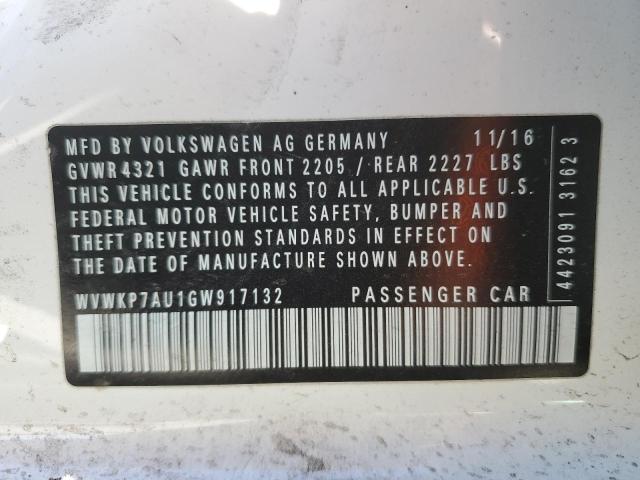 MFD BY VOLKSWAGEN AG GERMANY 11/16
GVWR 4321 GAWR FRONT 2205 / REAR 2227 LBS
THIS VEHICLE CONFORMS TO ALL APPLICABLE U.S.
FEDERAL MOTOR VEHICLE SAFETY, BUMPER AND
THEFT PREVENTION STANDARDS IN EFFECT ON
THE DATE OF MANUFACTURE SHOWN ABOVE.
WVWKP7AU1GW917132 PASSENGER CAR
4423091 3162 3